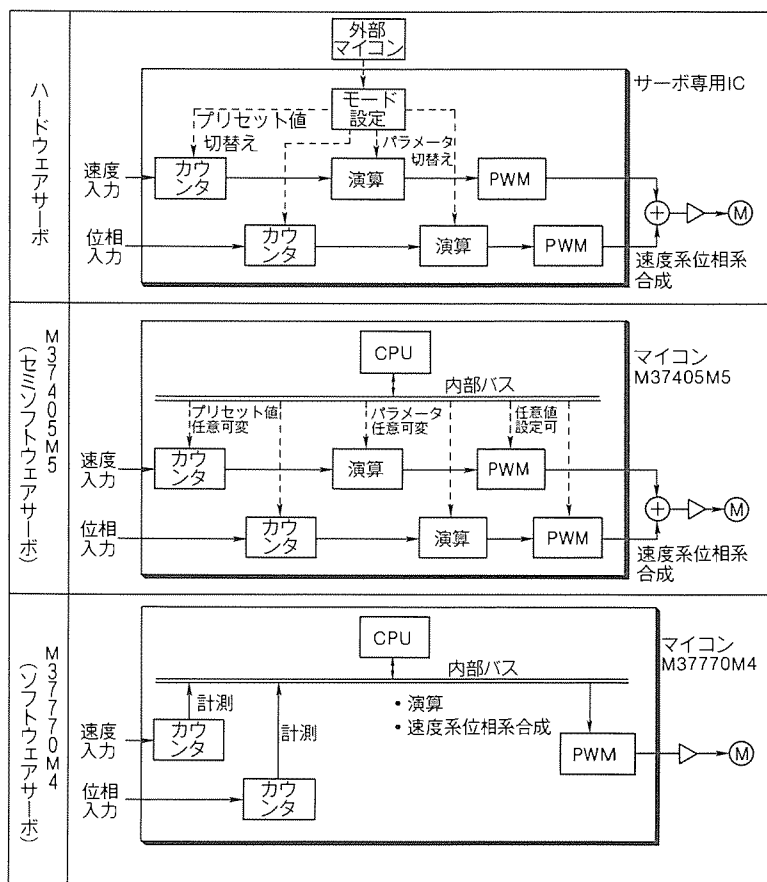 ハードウェアサーボ
外部
マイコン
サーボ専用IC
モード
設定
プリセット値
切替え
パラメータ
切替え
速度
入力
カウ
ンタ
演算
PWM
位相
入力
カウ
ンタ
演算
PWM
+
M
速度系位相系
合成
M37405M5
(セミソフトウェアサーボ)
CPU
マイコン
M37405M5
内部バス
プリセット値
任意可変
パラメータ
任意可変
任意値
設定可
速度
入力
カウ
ンタ
演算
PWM
位相
入力
カウ
ンタ
演算
PWM
+
M
速度系位相系
合成
M37770M4
(ソフトウェアサーボ)
CPU
マイコン
M37770M4
内部バス
計測
計測
・演算
・速度系位相系合成
速度
入力
カウ
ンタ
PWM
M
位相
入力
カウ
ンタ